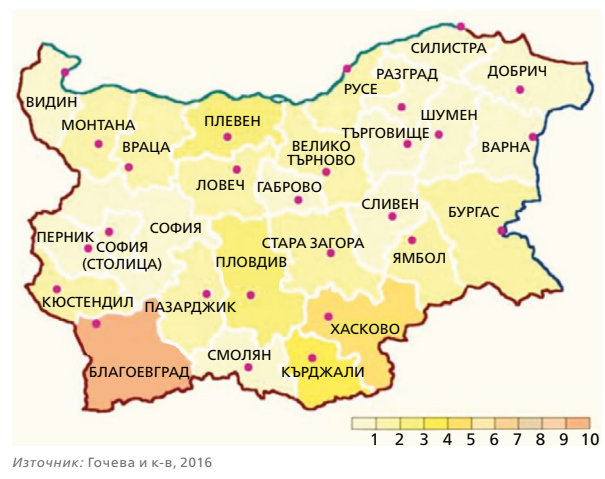 СИЛИСТРА
ДОБРИЧ
РАЗГРАД
РУСЕ
ВИДИН
ШУМЕН
ПЛЕВЕН
МОНТАНА
ТЪРГОВИЩЕ
ВРАЦА
ВЕЛИКО
ТЪРНОВО
ВАРНА
ЛОВЕЧ
ГАБРОВО
СЛИВЕН
БУРГАС
СОФИЯ
ПЕРНИК
СОФИЯ
(СТОЛИЦА)
СТАРА ЗАГОРА
ПЛОВДИВ
ЯМБОЛ
КЮСТЕНДИЛ
ПАЗАРДЖИК
ХАСКОВО
СМОЛЯН
БЛАГОЕВГРАД
КЪРДЖАЛИ
1 2 3 4 5 6 7 8 9 10
Източник: Гочева и к-в, 2016